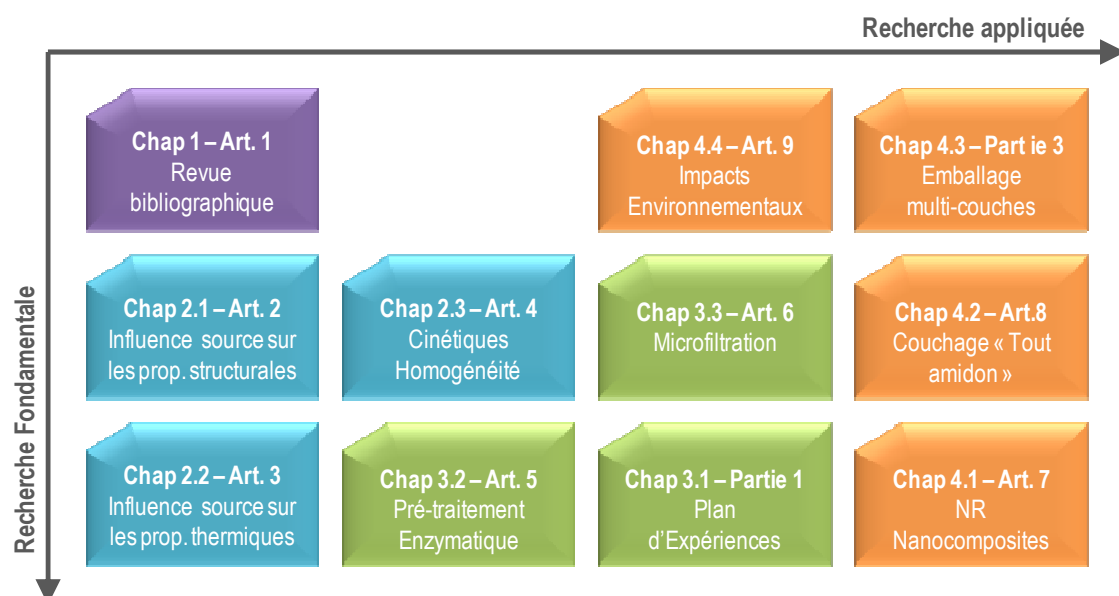 Recherche appliquée
Recherche Fondamentale
Chap 1 – Art. 1
Revue
bibliographique
Chap 4.4 – Art. 9
Impacts
Environnementaux
Chap 4.3 – Part ie 3
Emballage
multi-couches
Chap 2.1 – Art. 2
Influence source sur
les prop. structurales
Chap 2.3 – Art. 4
Cinétiques
Homogénéité
Chap 3.3 – Art. 6
Microfiltration
Chap 4.2 – Art.8
Couchage « Tout
amidon »
Chap 2.2 – Art. 3
Influence source sur
les prop. thermiques
Chap 3.2 – Art. 5
Pré-traitement
Enzymatique
Chap 3.1 – Partie 1
Plan
d’Expériences
Chap 4.1 – Art. 7
NR
Nanocomposites